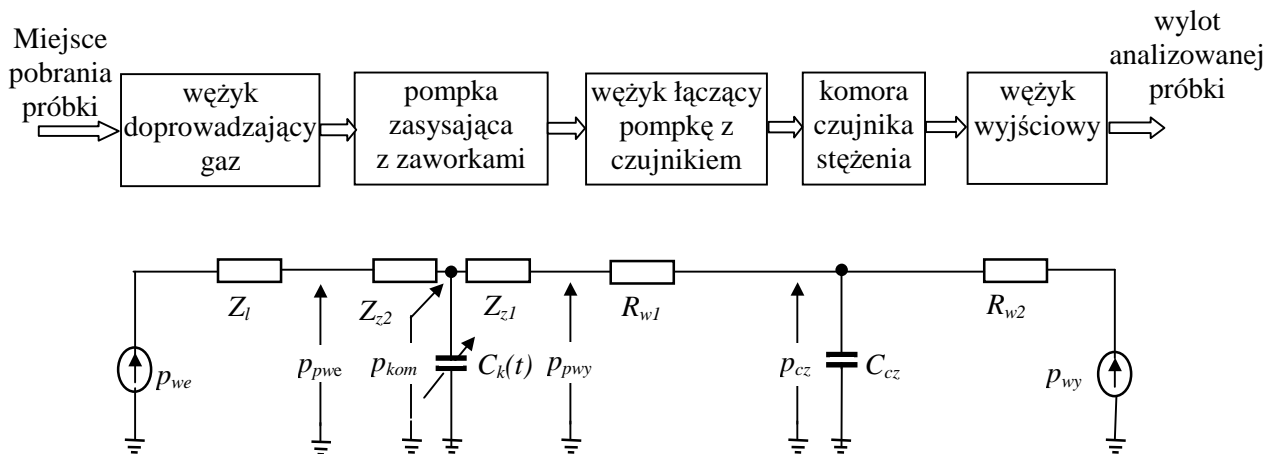 Miejsce
pobrania
próbki
wężyk
doprowadzający
gaz
pompka
zasysająca
z zaworkami
wężyk łączący
pompkę z
czujnikiem
komora
czujnika
stężenia
wężyk
wyjściowy
wylot
analizowanej
próbki
Z_l
Z_z2
Z_z1
R_w1
R_w2
p_we
p_pwe
p_kom
C_k(t)
p_pwy
p_cz
C_cz
p_wy